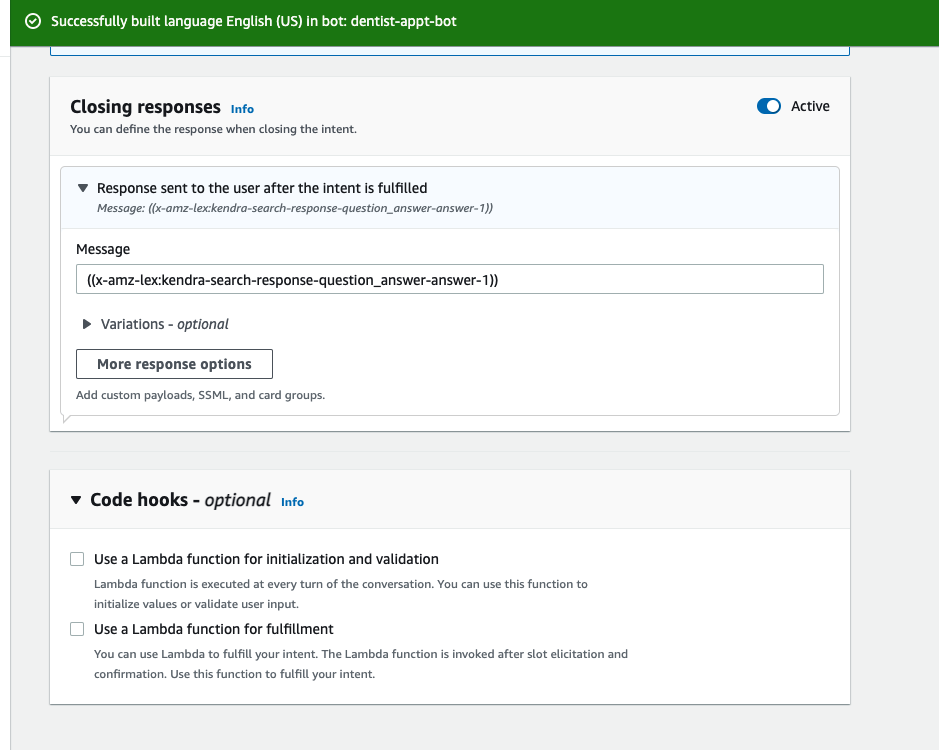 Successfully built language English (US) in bot: dentist-appt-bot
Closing responses Info
Active
You can define the response when closing the intent.
Response sent to the user after the intent is fulfilled
Message: ((x-amz-lex:kendra-search-response-question_answer-answer-1))
Message
((x-amz-lex:kendra-search-response-question_answer-answer-1))
Variations - optional
More response options
Add custom payloads, SSML, and card groups.
Code hooks - optional Info
Use a Lambda function for initialization and validation
Lambda function is executed at every turn of the conversation. You can use this function to
initialize values or validate user input.
Use a Lambda function for fulfillment
You can use Lambda to fulfill your intent. The Lambda function is invoked after slot elicitation and
confirmation. Use this function to fulfill your intent.